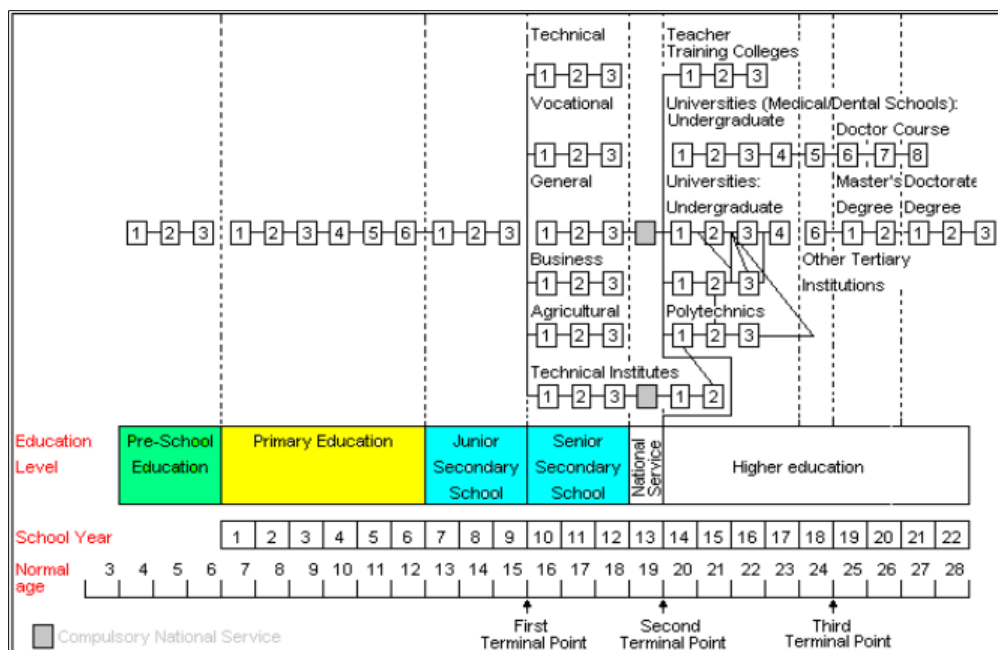 Technical Teacher
Training Colleges
1 2 3 1 2 3
Vocational Universities (Medical/Dental Schools):
Undergraduate Doctor Course
1 2 3 1 2 3 4 5 6 7 8
General Universities: Master's Doctorate
Undergraduate Degree Degree
1 2 3 1 2 3 4 5 6 1 2 3 1 2 3 1 2 3 4 6 1 2 1 2 3
Business Other Tertiary
Institutions
1 2 3 1 2 3
Agricultural Polytechnics
1 2 3 1 2 3
Technical Institutes
1 2 3 1 2
Education Level
Pre-School Education
Primary Education
Junior Secondary School
Senior Secondary School
National Service
Higher education
School Year 1 2 3 4 5 6 7 8 9 10 11 12 13 14 15 16 17 18 19 20 21 22
Normal age 3 4 5 6 7 8 9 10 11 12 13 14 15 16 17 18 19 20 21 22 23 24 25 26 27 28
First Terminal Point
Second Terminal Point
Third Terminal Point
Compulsory National Service